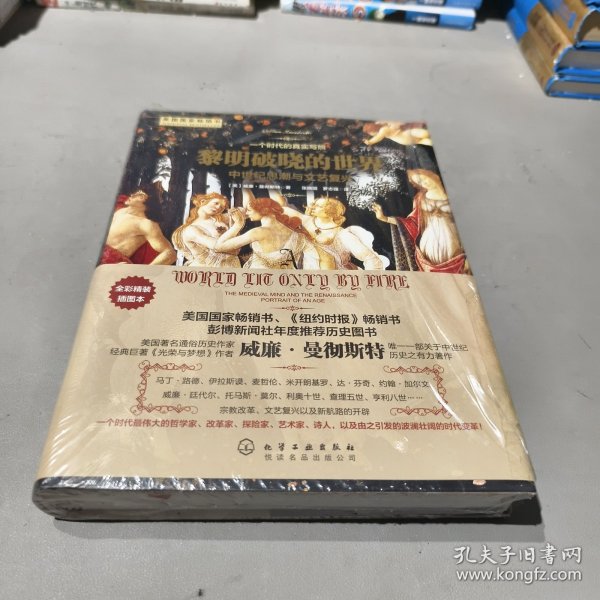 美国国家畅销书
一个时代的真实写照
黎明破晓的世界
中世纪思潮与文艺复兴
A
WORLD LIT ONLY BY FIRE
THE MEDIEVAL MIND AND THE RENAISSANCE
PORTRAIT OF AN AGE
全彩精装
插图本
美国国家畅销书、《纽约时报》畅销书
彭博新闻社年度推荐历史图书
美国著名通俗历史作家
经典巨著《光荣与梦想》作者
威廉·曼彻斯特
唯一一部关于中世纪
历史之有力著作
马丁·路德、伊拉斯谟、麦哲伦、米开朗基罗、达·芬奇、约翰·加尔文
威廉·廷代尔、托马斯·莫尔、利奥十世、查理五世、亨利八世……
宗教改革、文艺复兴以及新航路的开辟
一个时代最伟大的哲学家、改革家、探险家、艺术家、诗人，以及由之引发的波澜壮阔的时代变革！
化学工业出版社
悦读名品出版公司
孔夫子旧书网
www.kongfz.com